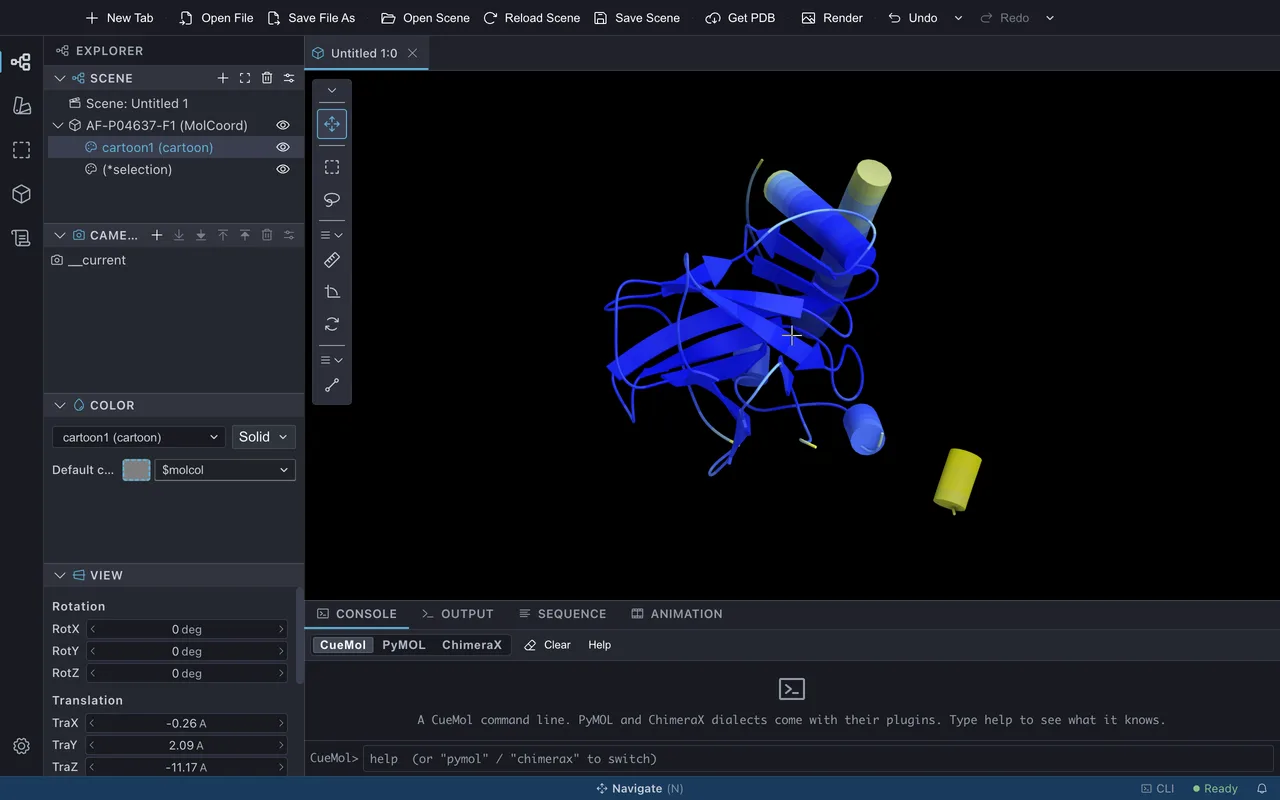 New Tab Open File Save File As Open Scene Reload Scene Save Scene Get PDB Render Undo Redo
EXPLORER
Untitled 1:0
SCENE
Scene: Untitled 1
AF-P04637-F1 (MolCoord)
cartoon1 (cartoon)
(*selection)
CAME...
__current
COLOR
cartoon1 (cartoon) Solid
Default c... $molcol
VIEW
Rotation
RotX 0 deg
RotY 0 deg
RotZ 0 deg
Translation
TraX -0.26 A
TraY 2.09 A
TraZ -11.17 A
CONSOLE OUTPUT SEQUENCE ANIMATION
CueMol PyMOL ChimeraX Clear Help
A CueMol command line. PyMOL and ChimeraX dialects come with their plugins. Type help to see what it knows.
CueMol> help (or "pymol" / "chimerax" to switch)
Navigate (N) CLI Ready